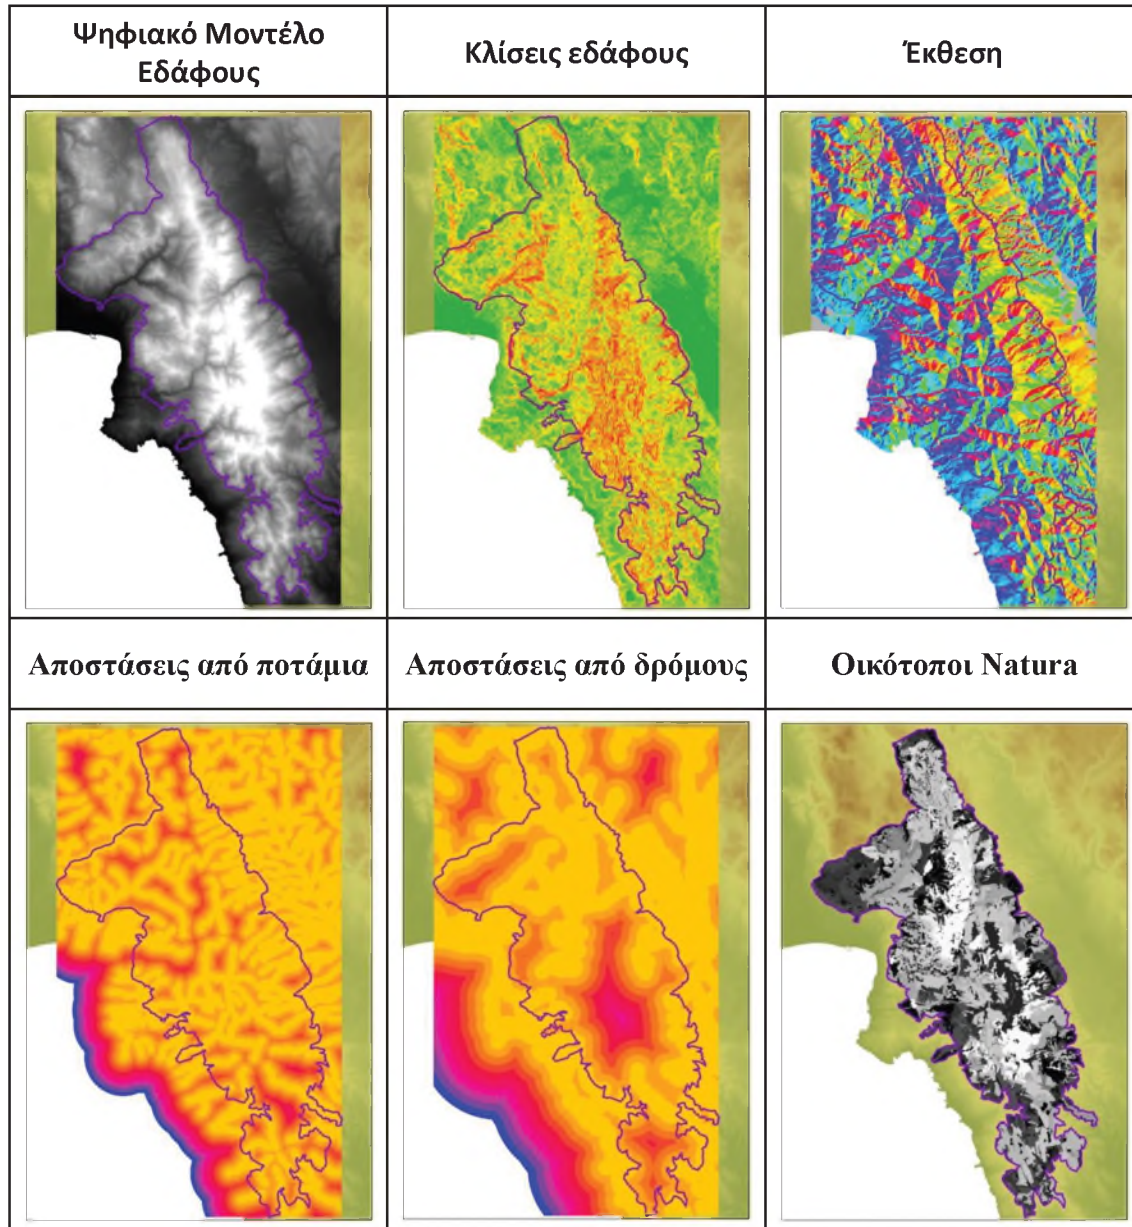 Ψηφιακό Μοντέλο
Εδάφους
Κλίσεις εδάφους
Έκθεση
Αποστάσεις από ποτάμια
Αποστάσεις από δρόμους
Οικότοποι Natura